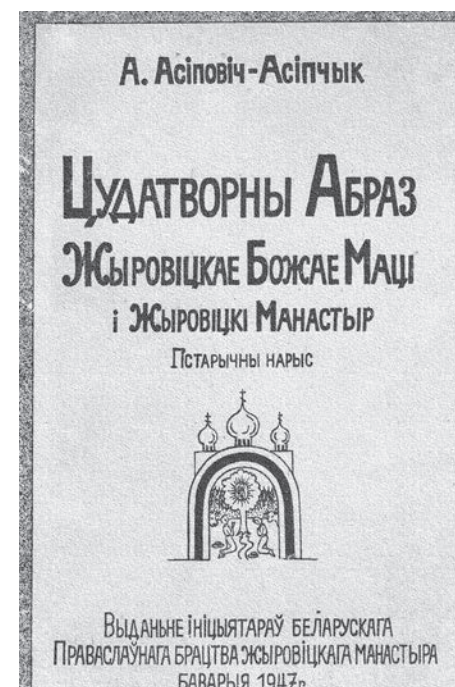 А. Асіповіч-Асіпчык
Цудатворны Абраз
Жыровіцкае Божае Маці
і Жыровіцкі Манастыр
Гістарычны нарыс
Выданьне ініцыятараў беларускага
Праваслаўнага брацтва жыровіцкага манастыра
Баварыя 1947г.